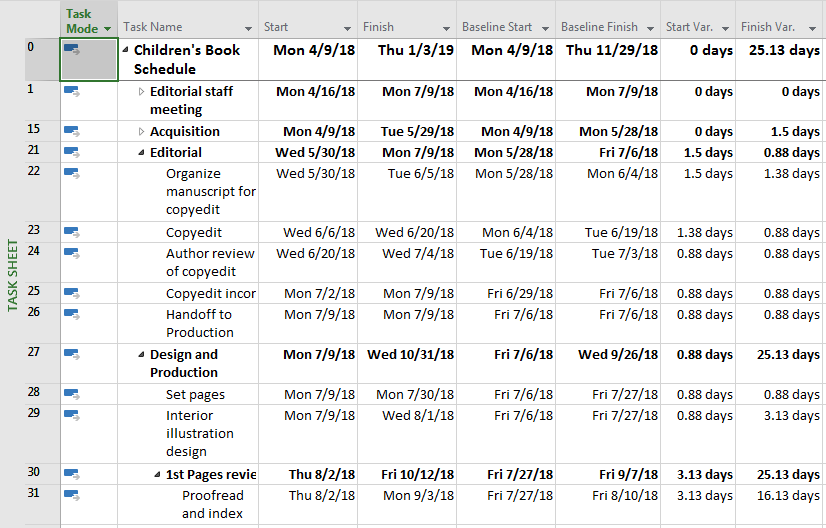 Task Mode Task Name Start Finish Baseline Start Baseline Finish Start Var. Finish Var.
0 Children's Book Schedule Mon 4/9/18 Thu 1/3/19 Mon 4/9/18 Thu 11/29/18 0 days 25.13 days
1 Editorial staff meeting Mon 4/16/18 Mon 7/9/18 Mon 4/16/18 Mon 7/9/18 0 days 0 days
15 Acquisition Mon 4/9/18 Tue 5/29/18 Mon 4/9/18 Mon 5/28/18 0 days 1.5 days
21 Editorial Wed 5/30/18 Mon 7/9/18 Mon 5/28/18 Fri 7/6/18 1.5 days 0.88 days
22 Organize manuscript for copyedit Wed 5/30/18 Tue 6/5/18 Mon 5/28/18 Mon 6/4/18 1.5 days 1.38 days
23 Copyedit Wed 6/6/18 Wed 6/20/18 Mon 6/4/18 Tue 6/19/18 1.38 days 0.88 days
24 Author review of copyedit Wed 6/20/18 Wed 7/4/18 Tue 6/19/18 Tue 7/3/18 0.88 days 0.88 days
25 Copyedit incor Mon 7/2/18 Mon 7/9/18 Fri 6/29/18 Fri 7/6/18 0.88 days 0.88 days
26 Handoff to Production Mon 7/9/18 Mon 7/9/18 Fri 7/6/18 Fri 7/6/18 0.88 days 0.88 days
27 Design and Production Mon 7/9/18 Wed 10/31/18 Fri 7/6/18 Wed 9/26/18 0.88 days 25.13 days
28 Set pages Mon 7/9/18 Mon 7/30/18 Fri 7/6/18 Fri 7/27/18 0.88 days 0.88 days
29 Interior illustration design Mon 7/9/18 Wed 8/1/18 Fri 7/6/18 Fri 7/27/18 0.88 days 3.13 days
30 1st Pages revie Thu 8/2/18 Fri 10/12/18 Fri 7/27/18 Fri 9/7/18 3.13 days 25.13 days
31 Proofread and index Thu 8/2/18 Mon 9/3/18 Fri 7/27/18 Fri 8/10/18 3.13 days 16.13 days
TASK SHEET